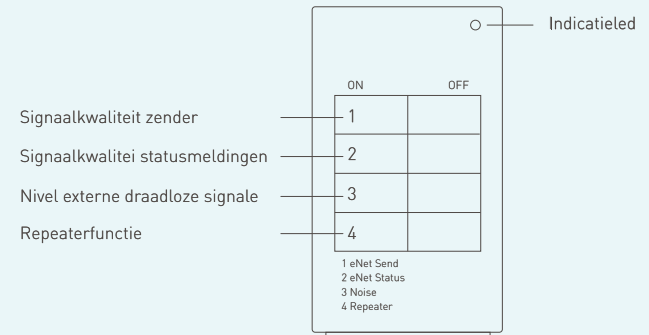 Indicatieled
ON OFF
Signaalkwaliteit zender 1
Signaalkwalitei statusmeldingen 2
Nivel externe draadloze signale 3
Repeaterfunctie 4
1 eNet Send
2 eNet Status
3 Noise
4 Repeater